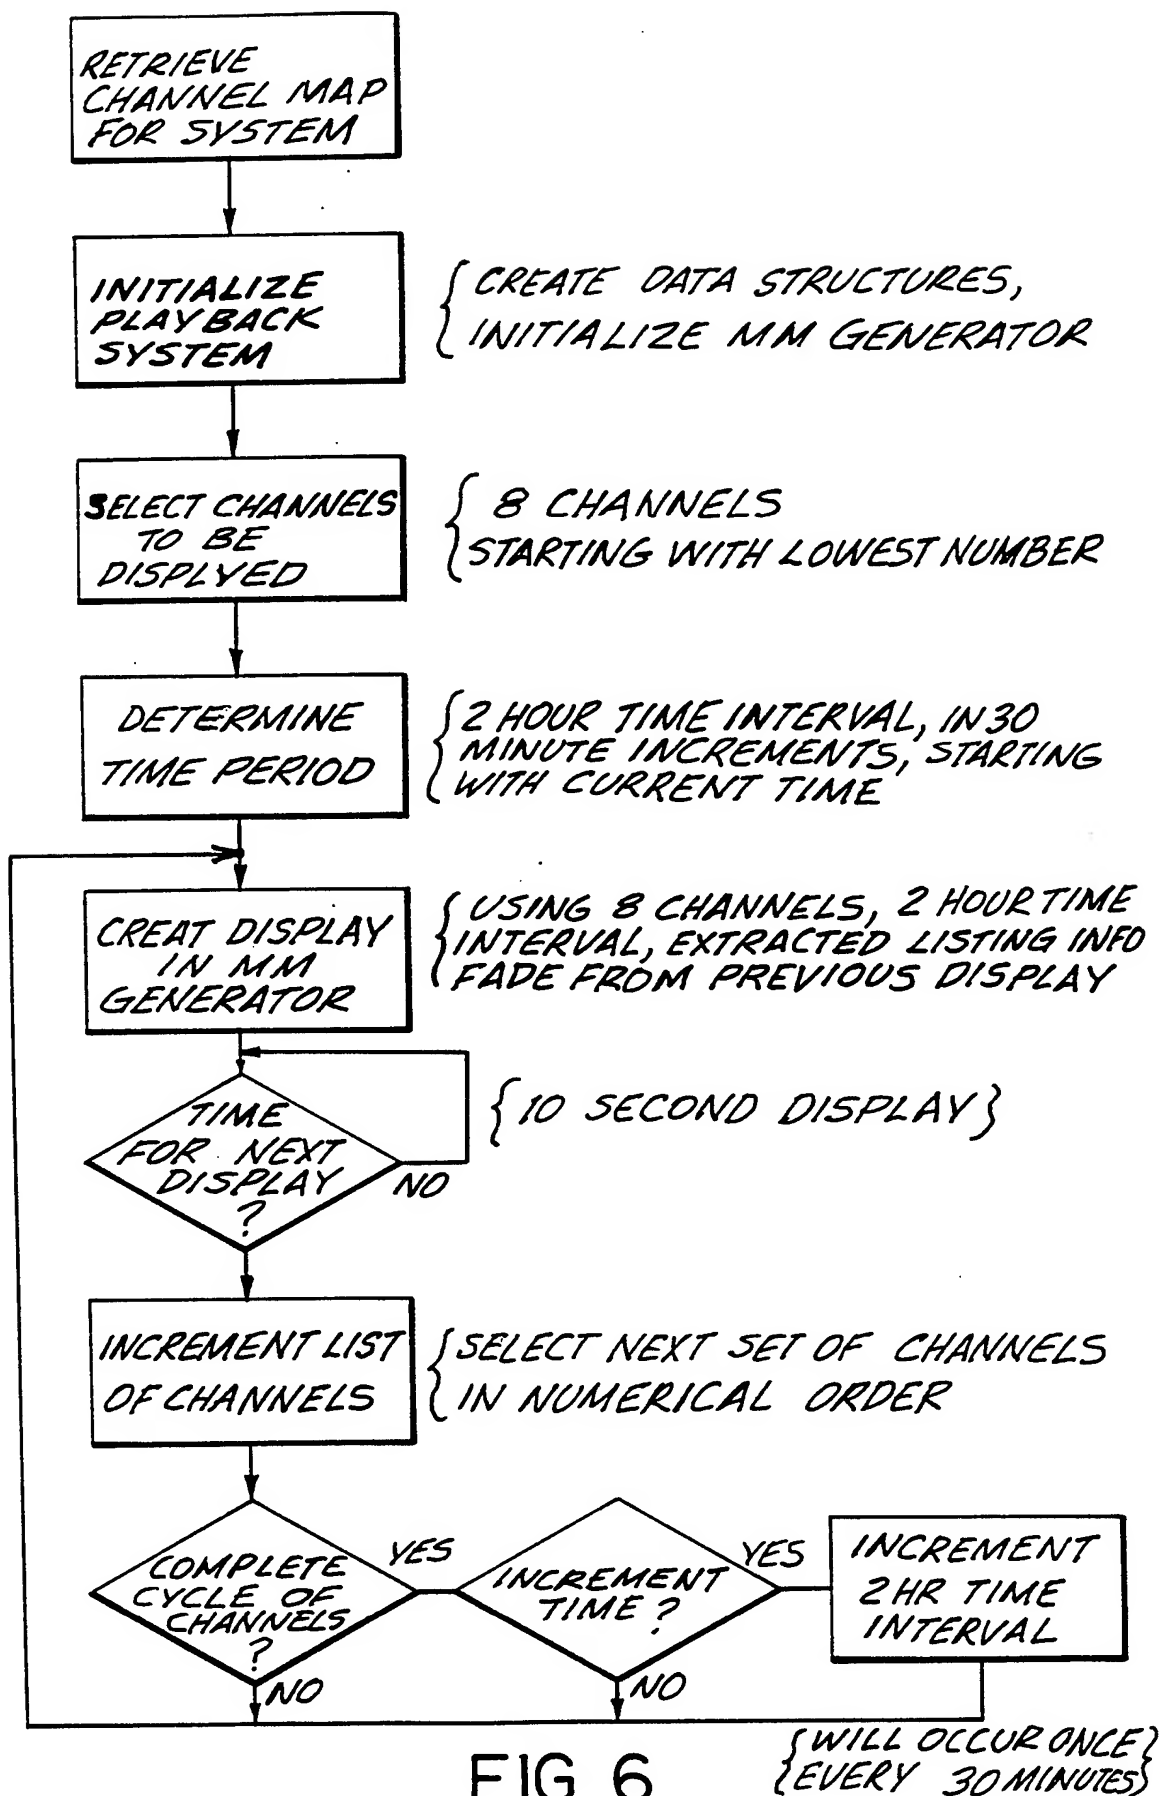 RETRIEVE
CHANNEL MAP
FOR SYSTEM
INITIALIZE
PLAYBACK
SYSTEM
{CREATE DATA STRUCTURES,
INITIALIZE MM GENERATOR
SELECT CHANNELS
TO BE
DISPLYED
{8 CHANNELS
STARTING WITH LOWEST NUMBER
DETERMINE
TIME PERIOD
{2 HOUR TIME INTERVAL, IN 30
MINUTE INCREMENTS, STARTING
WITH CURRENT TIME
CREAT DISPLAY
IN MM
GENERATOR
{USING 8 CHANNELS, 2 HOUR TIME
INTERVAL, EXTRACTED LISTING INFO
FADE FROM PREVIOUS DISPLAY
TIME
FOR NEXT
DISPLAY
?
NO
{10 SECOND DISPLAY}
INCREMENT LIST
OF CHANNELS
{SELECT NEXT SET OF CHANNELS
IN NUMERICAL ORDER
COMPLETE
CYCLE OF
CHANNELS
?
YES
NO
INCREMENT
TIME?
YES
NO
INCREMENT
2 HR TIME
INTERVAL
{WILL OCCUR ONCE}
{EVERY 30 MINUTES}
FIG 6